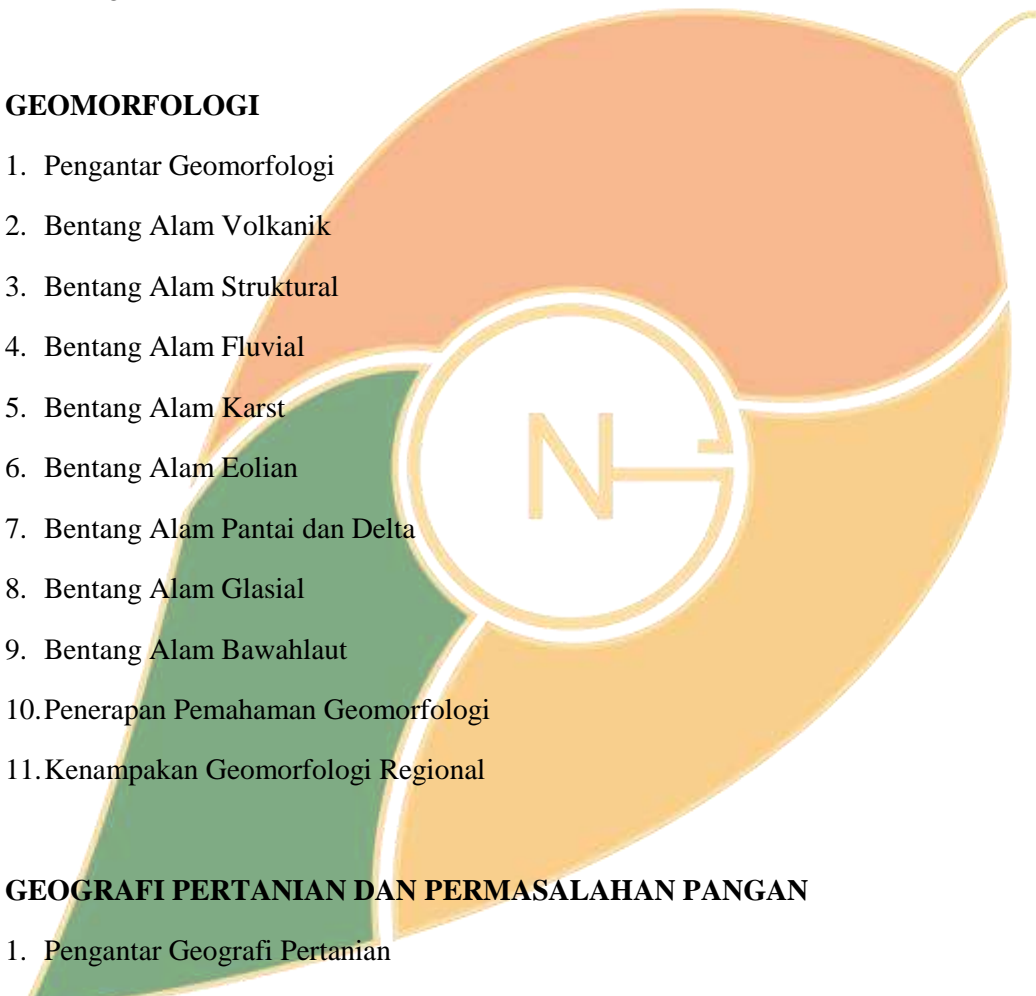 GEOMORFOLOGI
1. Pengantar Geomorfologi
2. Bentang Alam Volkanik
3. Bentang Alam Struktural
4. Bentang Alam Fluvial
5. Bentang Alam Karst
6. Bentang Alam Eolian
7. Bentang Alam Pantai dan Delta
8. Bentang Alam Glasial
9. Bentang Alam Bawahlaut
10.Penerapan Pemahaman Geomorfologi
11.Kenampakan Geomorfologi Regional
GEOGRAFI PERTANIAN DAN PERMASALAHAN PANGAN
1. Pengantar Geografi Pertanian